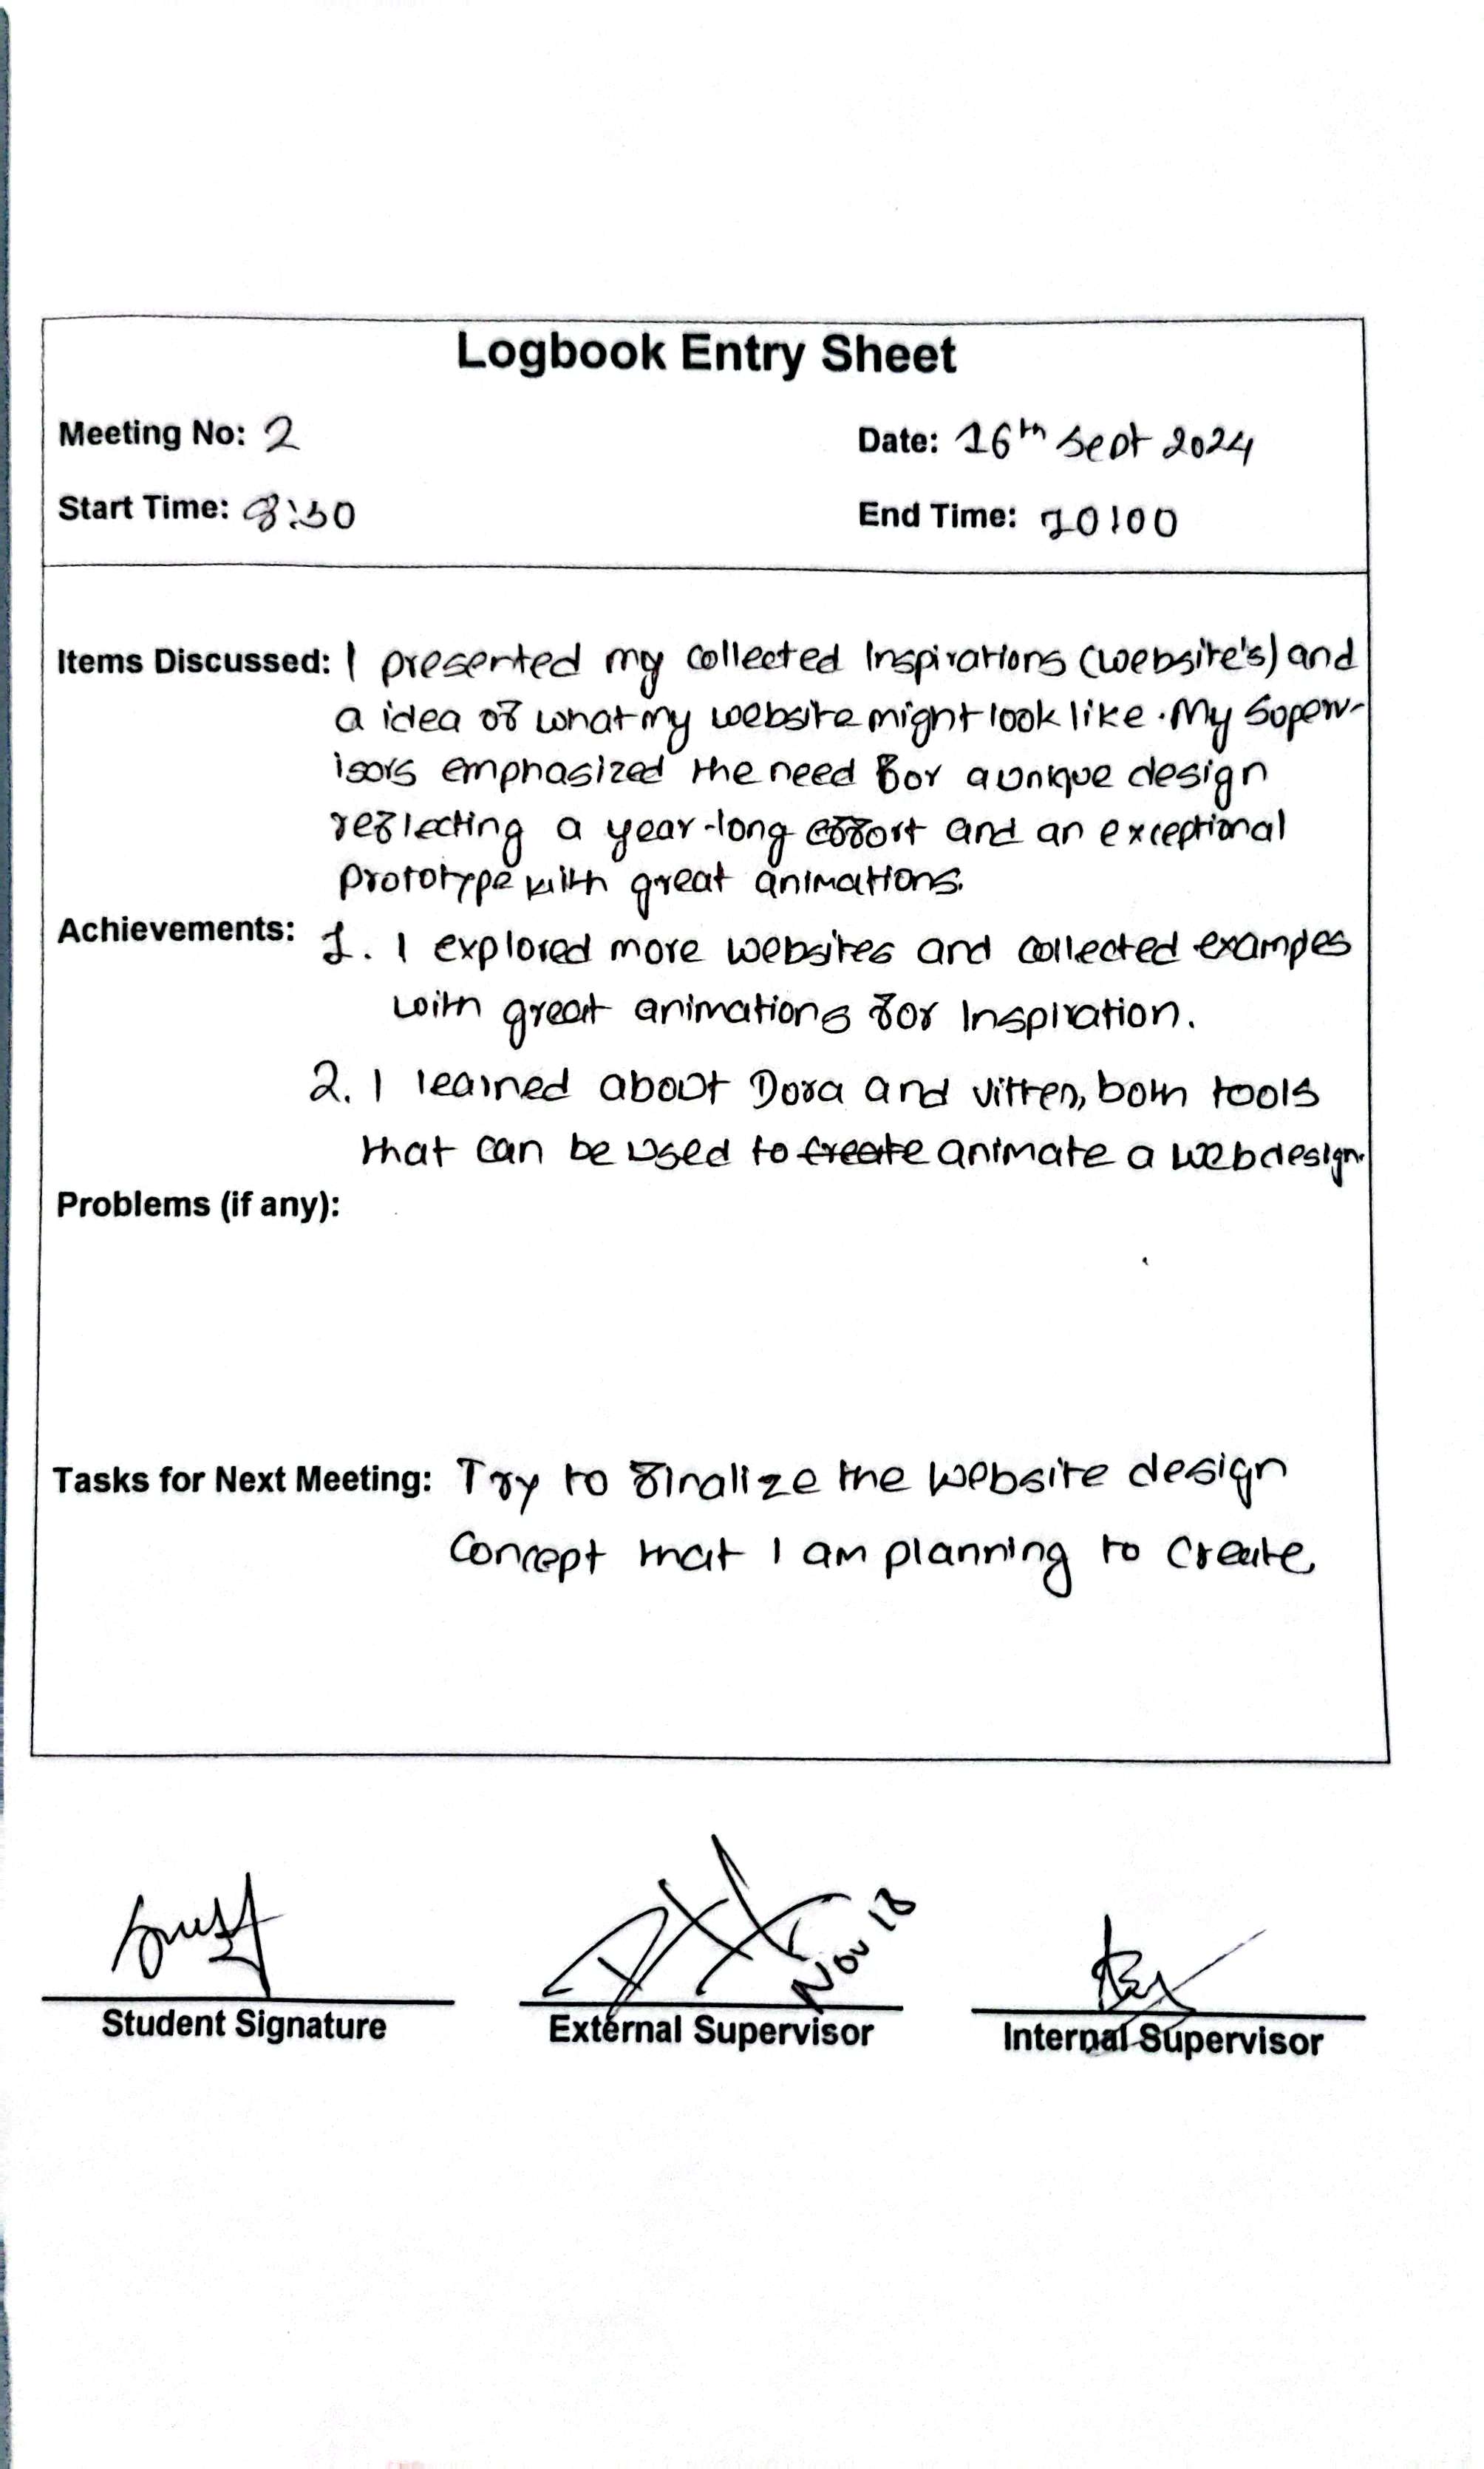 Logbook Entry Sheet
Meeting No: 2
Date: 16th Sept 2024
Start Time: 8:30
End Time: 10:00
Items Discussed: I presented my collected Inspirations (website's) and
a idea of what my website might look like. My Superv-
isors emphasized the need for a unique design
reflecting a year-long effort and an exceptional
prototype with great animations.
Achievements: 1. I explored more websites and collected exampes
with great animations for Inspiration.
2. I learned about Dora and Jitter, both tools
that can be used to create animate a webdesign.
Problems (if any):
Tasks for Next Meeting: Try to finalize the website design
Concept that I am planning to create.
Nov 18
Student Signature
External Supervisor
Internal Supervisor